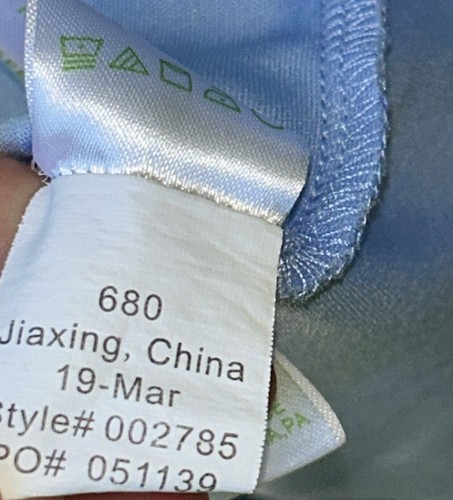 680
Jiaxing, China
19-Mar
Style# 002785
PO# 051139